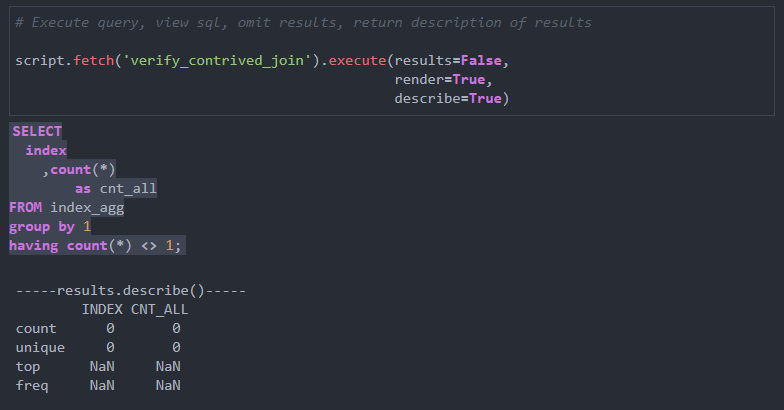 # Execute query, view sql, omit results, return description of results
script.fetch('verify_contrived_join').execute(results=False,
render=True,
describe=True)
SELECT
index
,count(*)
as cnt_all
FROM index_agg
group by 1
having count(*) <> 1;
-----results.describe()-----
INDEX CNT_ALL
count 0 0
unique 0 0
top NaN NaN
freq NaN NaN